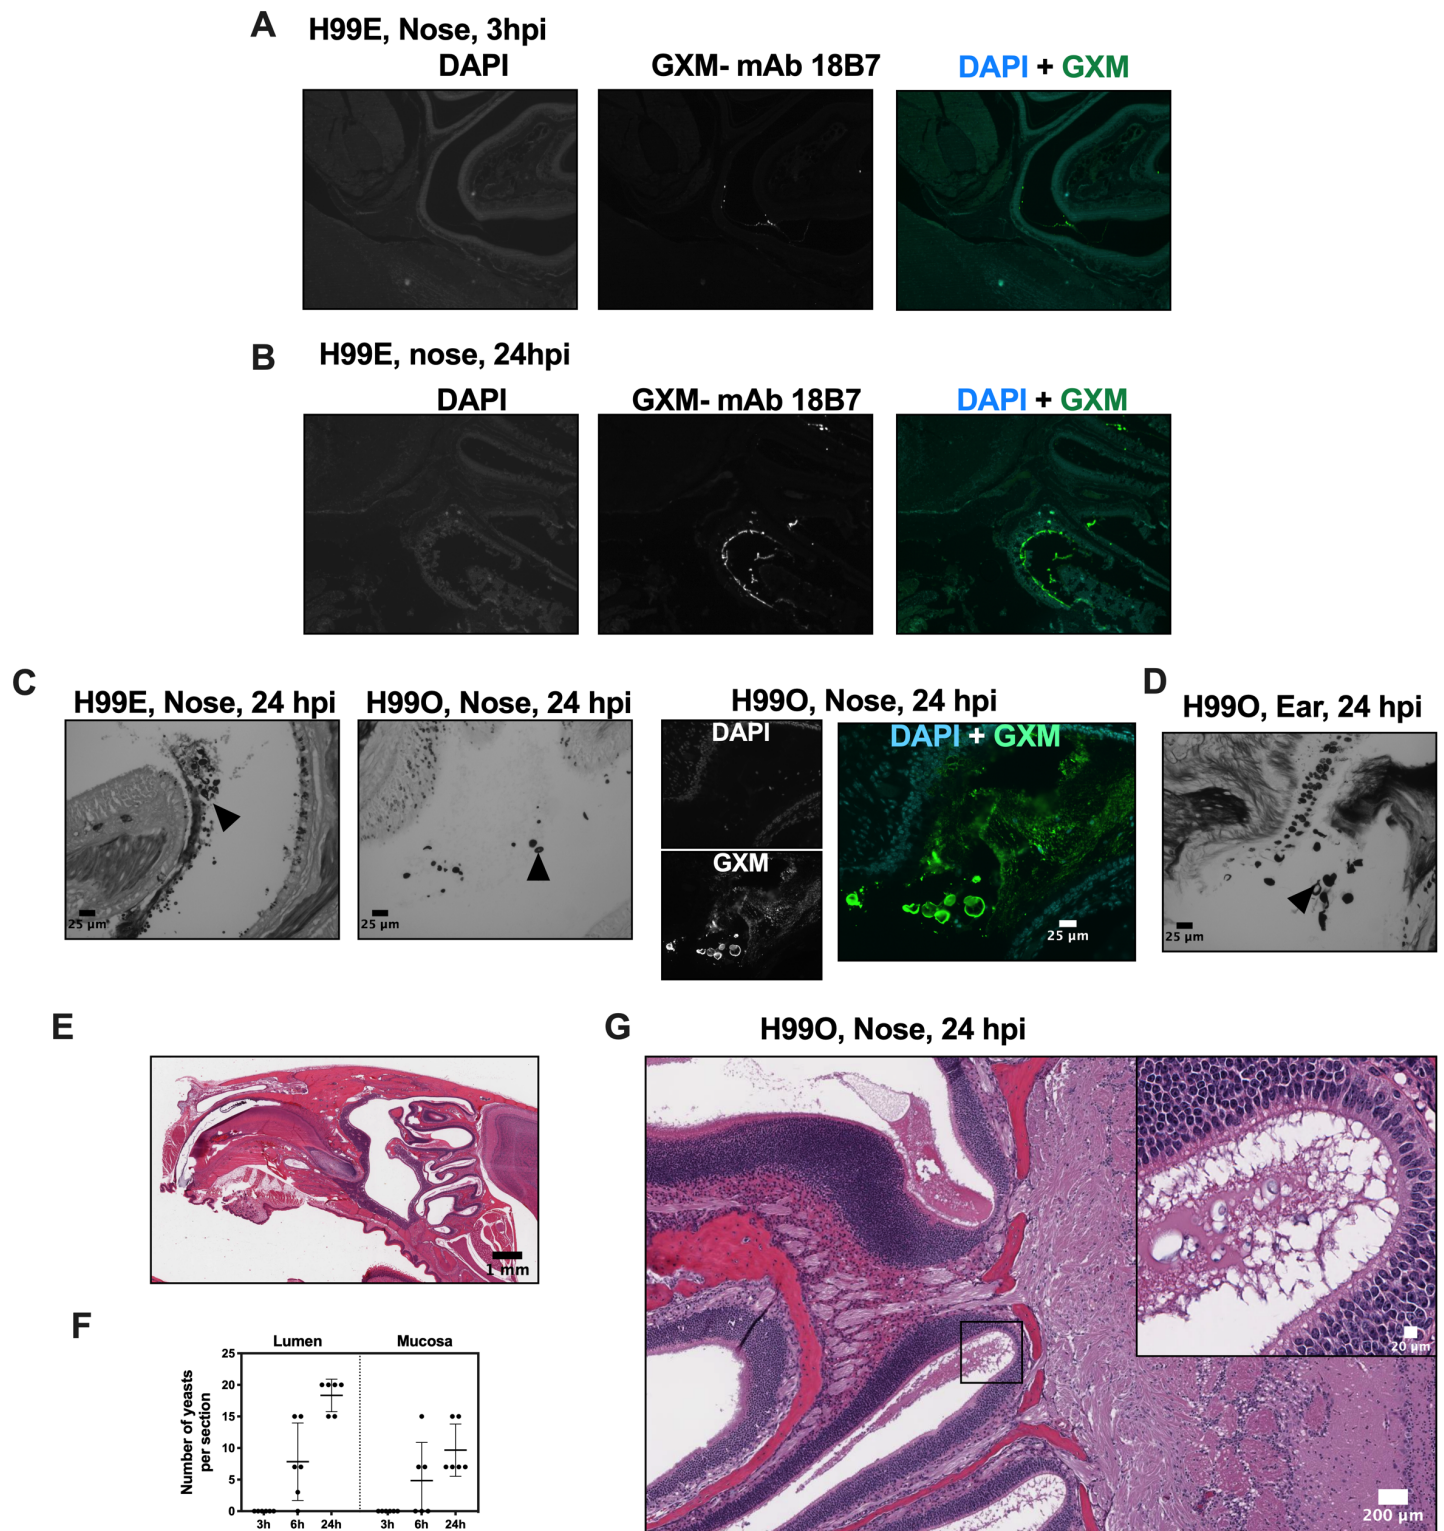 A
H99E, Nose, 3hpi
DAPI
GXM- mAb 18B7
DAPI + GXM
B
H99E, nose, 24hpi
DAPI
GXM- mAb 18B7
DAPI + GXM
C
H99E, Nose, 24 hpi
H99O, Nose, 24 hpi
H99O, Nose, 24 hpi
D
H99O, Ear, 24 hpi
DAPI
GXM
DAPI + GXM
25 µm
25 µm
25 µm
25 µm
E
1 mm
F
Lumen
Mucosa
Number of yeasts
per section
25
20
15
10
5
0
3h
6h
24h
3h
6h
24h
G
H99O, Nose, 24 hpi
20 µm
200 µm